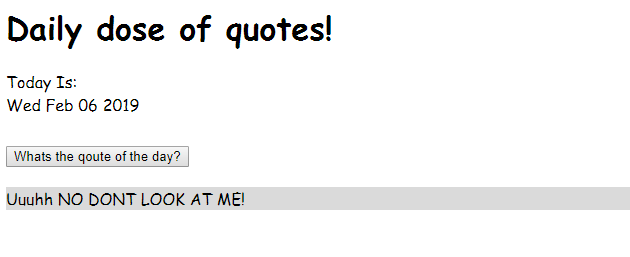 Daily dose of quotes!
Today Is:
Wed Feb 06 2019
Whats the qoute of the day?
Uuuhh NO DONT LOOK AT ME!